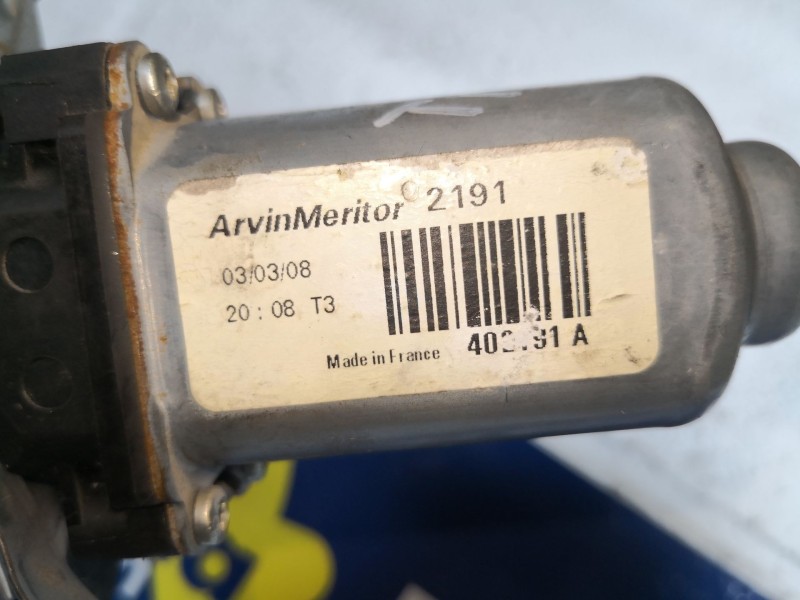 ArvinMeritor 2191
03/03/08
20 : 08 T3
Made in France
A